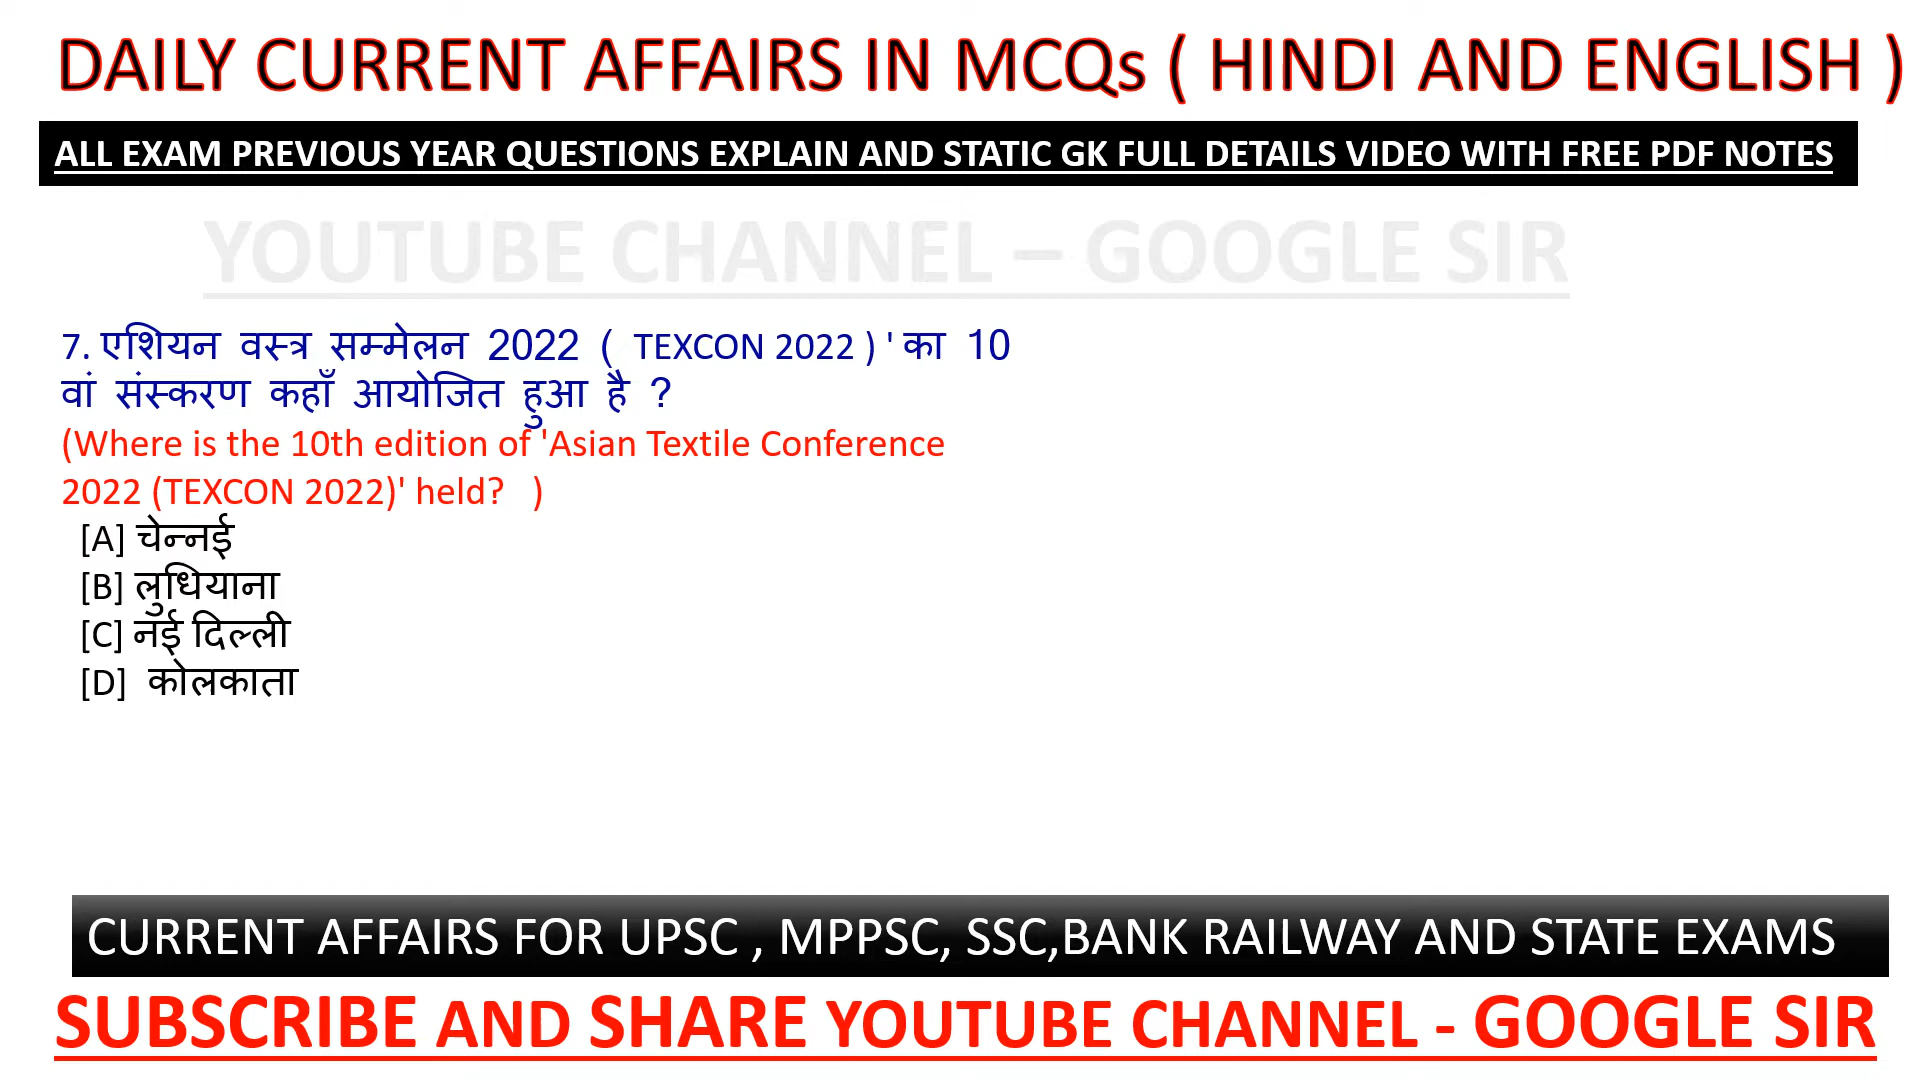 DAILY CURRENT AFFAIRS IN MCQs ( HINDI AND ENGLISH )
ALL EXAM PREVIOUS YEAR QUESTIONS EXPLAIN AND STATIC GK FULL DETAILS VIDEO WITH FREE PDF NOTES
YOUTUBE CHANNEL – GOOGLE SIR
7. एशियन वस्त्र सम्मेलन 2022 ( TEXCON 2022 ) ' का 10
वां संस्करण कहाँ आयोजित हुआ है ?
(Where is the 10th edition of 'Asian Textile Conference
2022 (TEXCON 2022)' held? )
[A] चेन्नई
[B] लुधियाना
[C] नई दिल्ली
[D] कोलकाता
CURRENT AFFAIRS FOR UPSC , MPPSC, SSC,BANK RAILWAY AND STATE EXAMS
SUBSCRIBE AND SHARE YOUTUBE CHANNEL - GOOGLE SIR